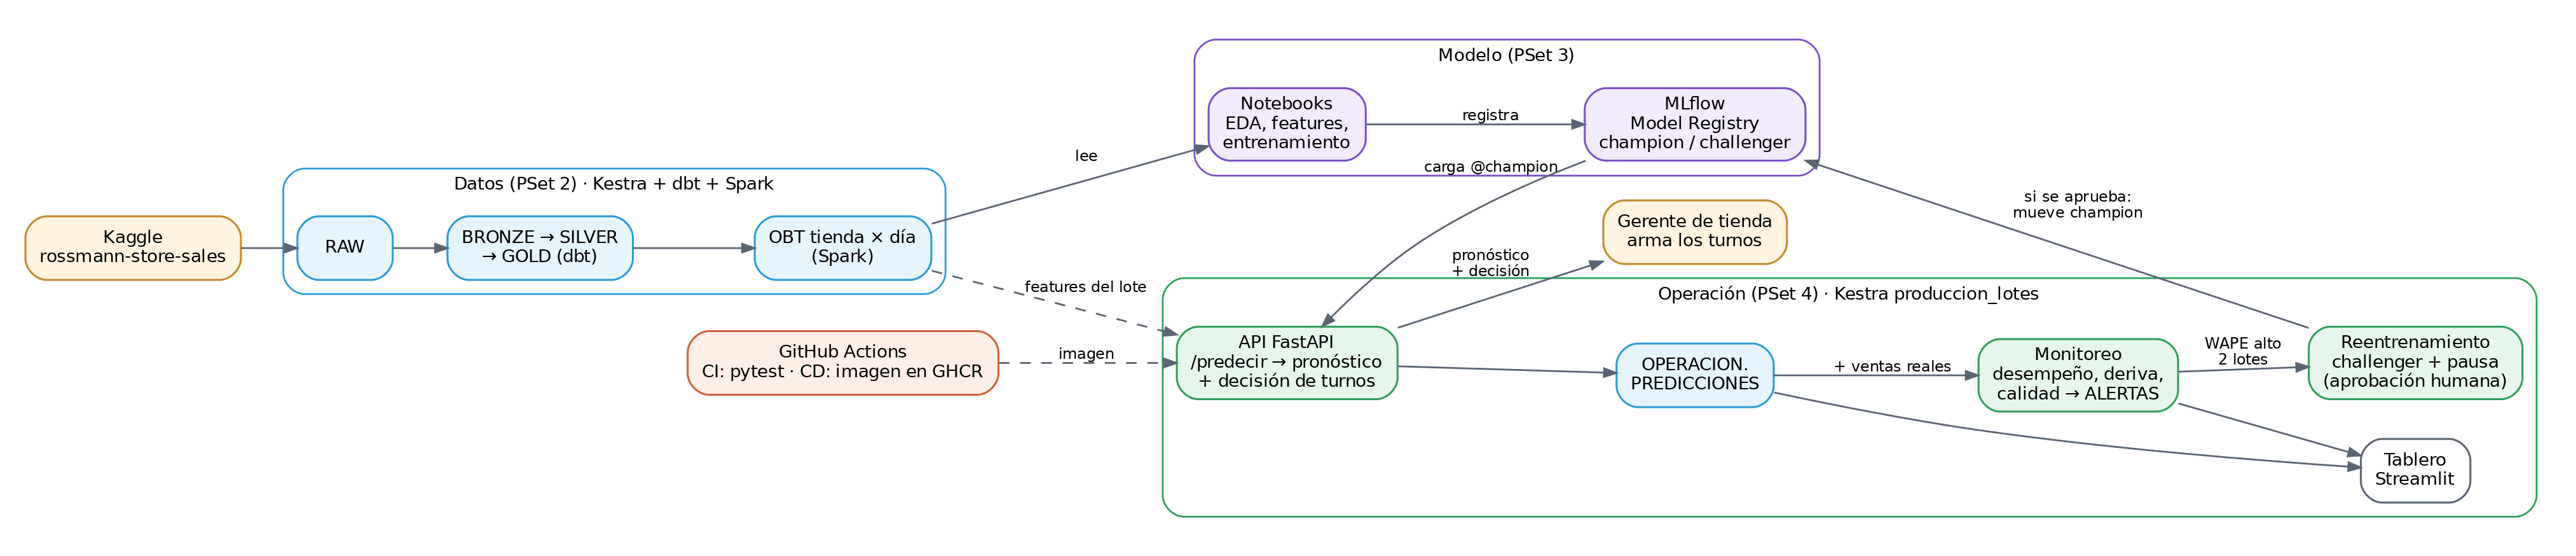 Modelo (PSet 3)
Notebooks
EDA, features,
entrenamiento
registra
MLflow
Model Registry
champion / challenger
lee
carga @champion
Datos (PSet 2) · Kestra + dbt + Spark
Kaggle
rossmann-store-sales
RAW
BRONZE → SILVER
→ GOLD (dbt)
OBT tienda × día
(Spark)
si se aprueba:
mueve champion
Gerente de tienda
arma los turnos
pronóstico
+ decisión
features del lote
Operación (PSet 4) · Kestra produccion_lotes
GitHub Actions
CI: pytest · CD: imagen en GHCR
imagen
API FastAPI
/predecir → pronóstico
+ decisión de turnos
OPERACION.
PREDICCIONES
+ ventas reales
Monitoreo
desempeño, deriva,
calidad → ALERTAS
WAPE alto
2 lotes
Reentrenamiento
challenger + pausa
(aprobación humana)
Tablero
Streamlit